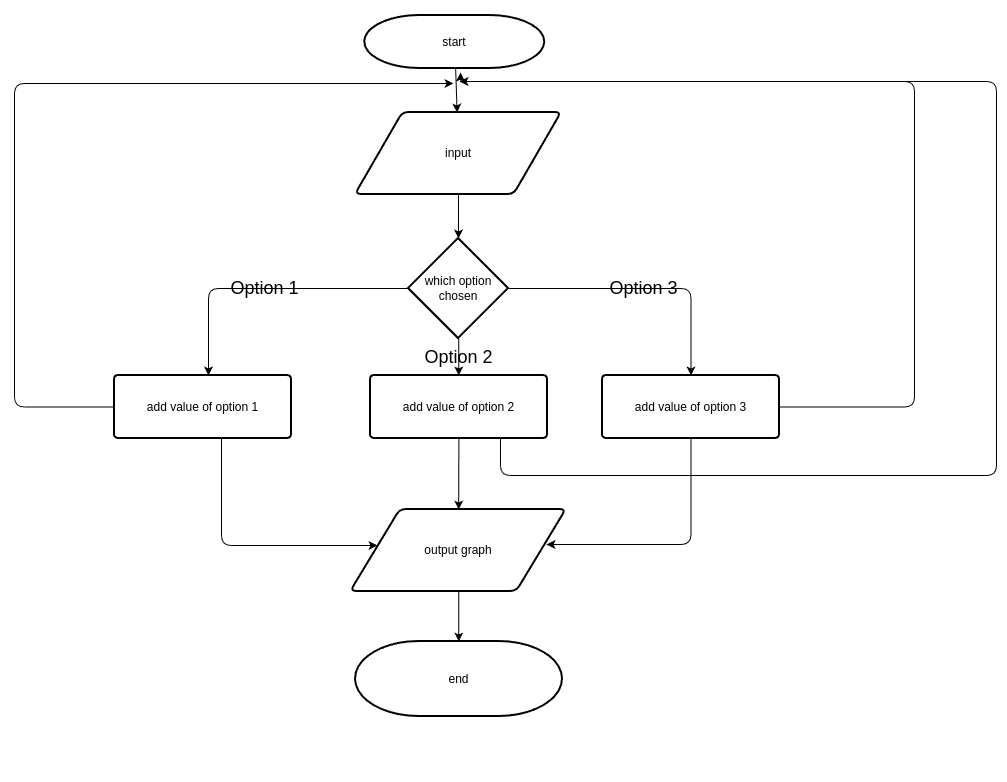 start
input
which option
chosen
Option 1
Option 3
Option 2
add value of option 1
add value of option 2
add value of option 3
output graph
end